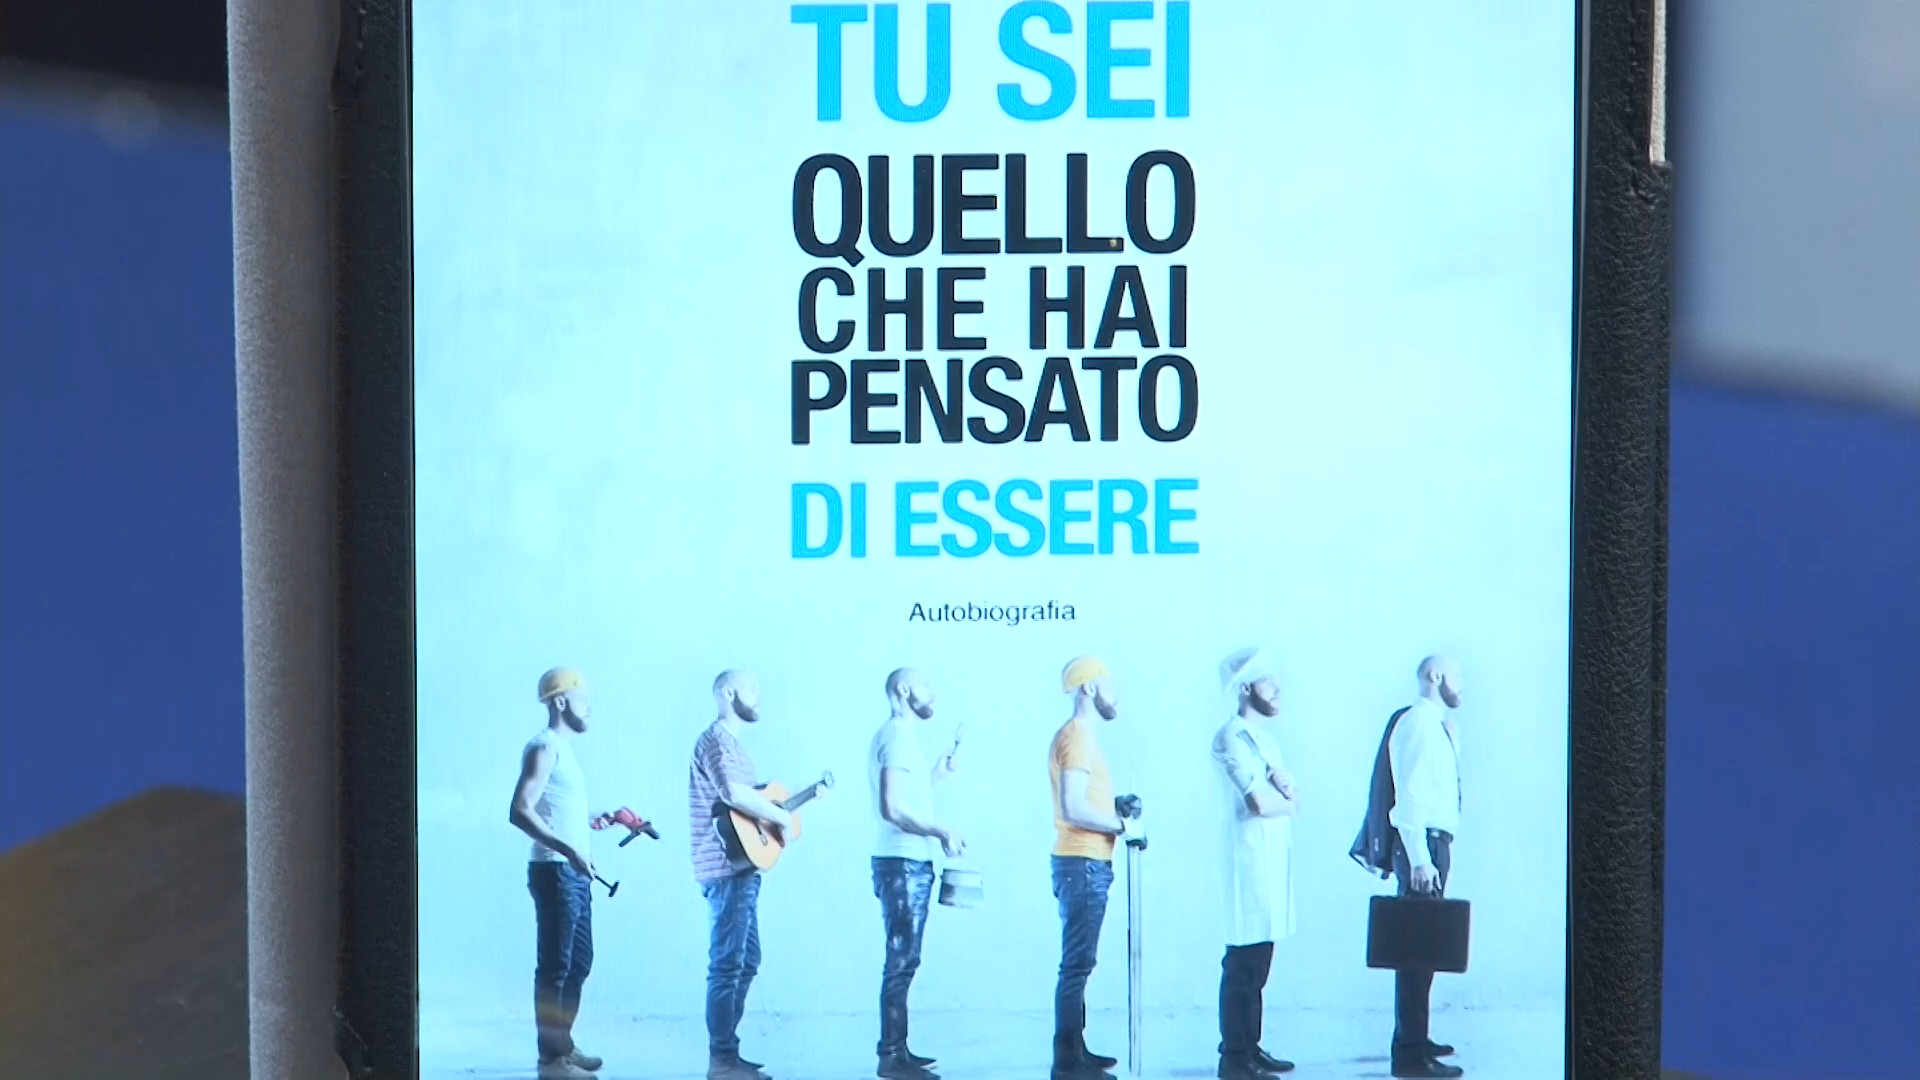 TU SEI
QUELLO
CHE HAI
PENSATO
DI ESSERE
Autobiografia